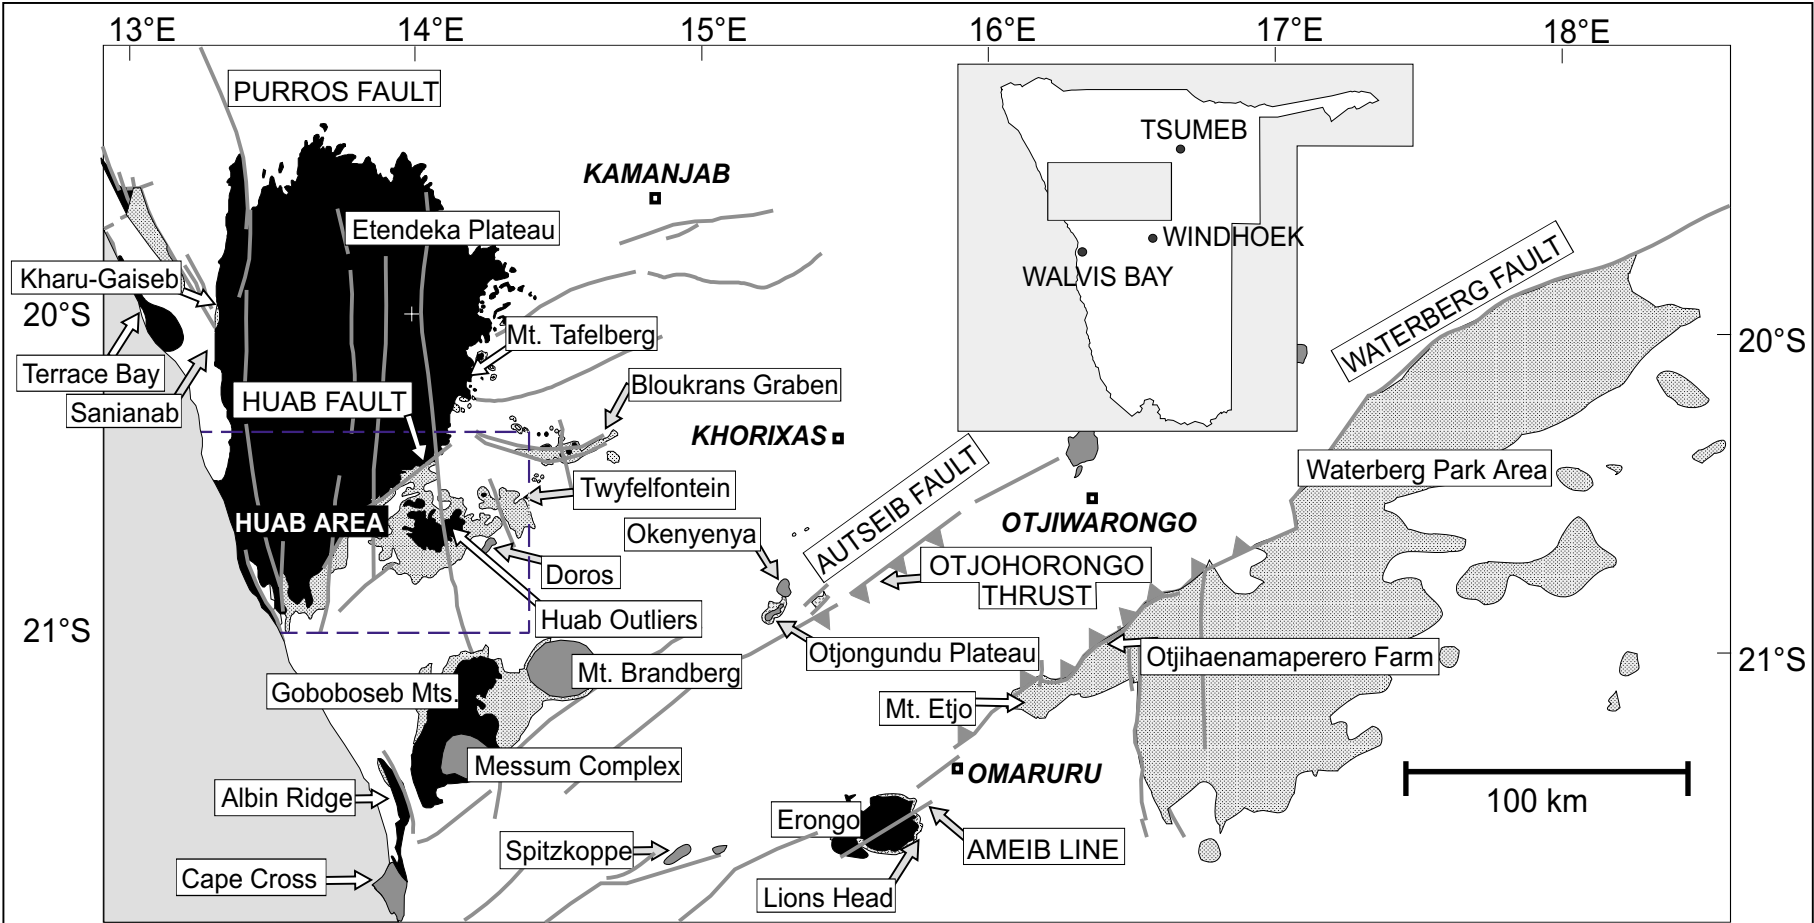 13°E
14°E
15°E
16°E
17°E
18°E
PURROS FAULT
TSUMEB
KAMANJAB
Etendeka Plateau
WINDHOEK
WALVIS BAY
Kharu-Gaiseb
WATERBERG FAULT
20°S
20°S
Mt. Tafelberg
Terrace Bay
Sanianab
HUAB FAULT
Bloukrans Graben
KHORIXAS
Waterberg Park Area
Twyfelfontein
AUTSEIB FAULT
HUAB AREA
OTJIWARONGO
Okenyenya
OTJOHORONGO
THRUST
Doros
Huab Outliers
21°S
21°S
Otjongundu Plateau
Otjihaenamaperero Farm
Mt. Brandberg
Goboboseb Mts.
Mt. Etjo
Messum Complex
OMARURU
Albin Ridge
100 km
Erongo
AMEIB LINE
Spitzkoppe
Cape Cross
Lions Head